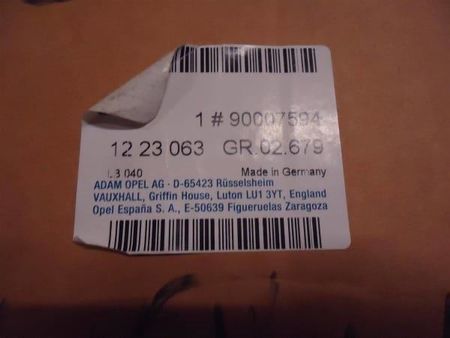 1 # 90007594
12 23 063 GR.02.679
LB 040 Made in Germany
ADAM OPEL AG · D-65423 Rüsselsheim
VAUXHALL, Griffin House, Luton LU1 3YT, England
Opel España S. A., E-50639 Figueruelas Zaragoza